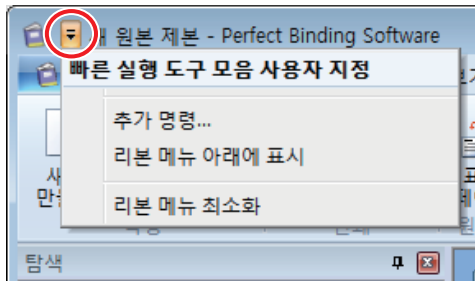 새 원본 제본 - Perfect Binding Software
빠른 실행 도구 모음 사용자 지정
추가 명령...
리본 메뉴 아래에 표시
리본 메뉴 최소화
탐색